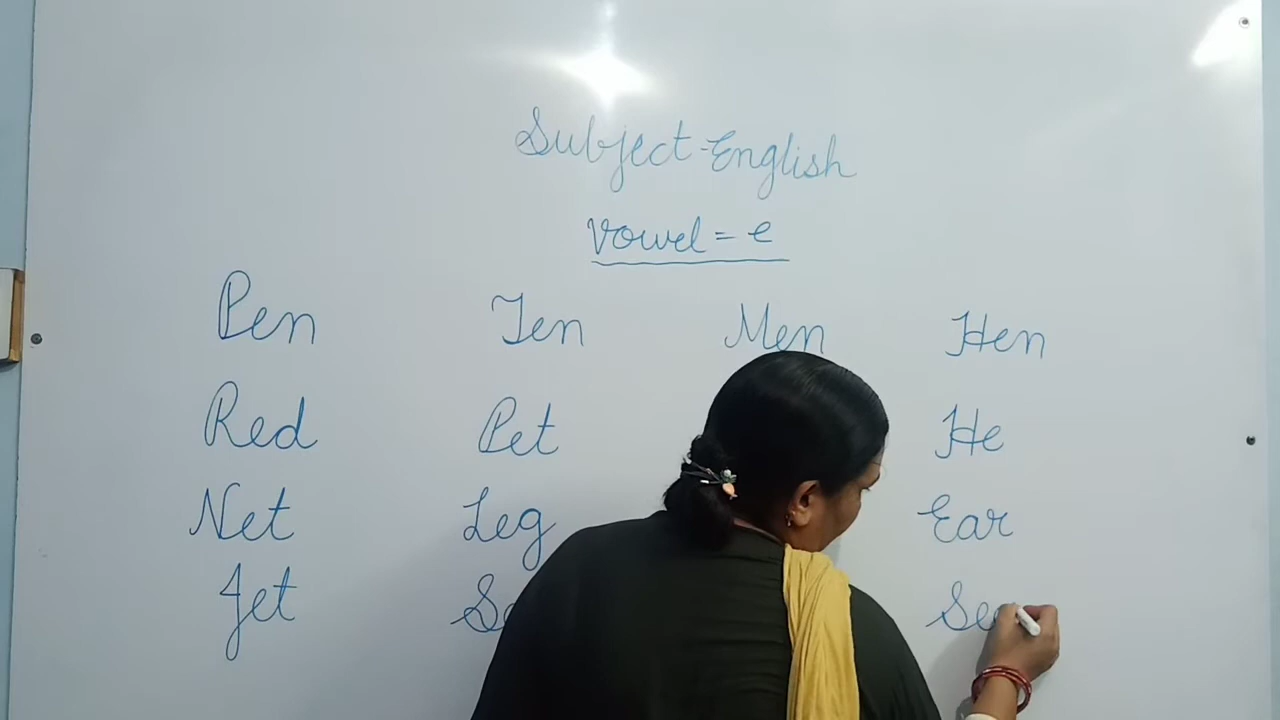 Subject-English
Vowel = e
Pen Ten Men Hen
Red Pet He
Net Leg Ear
Jet